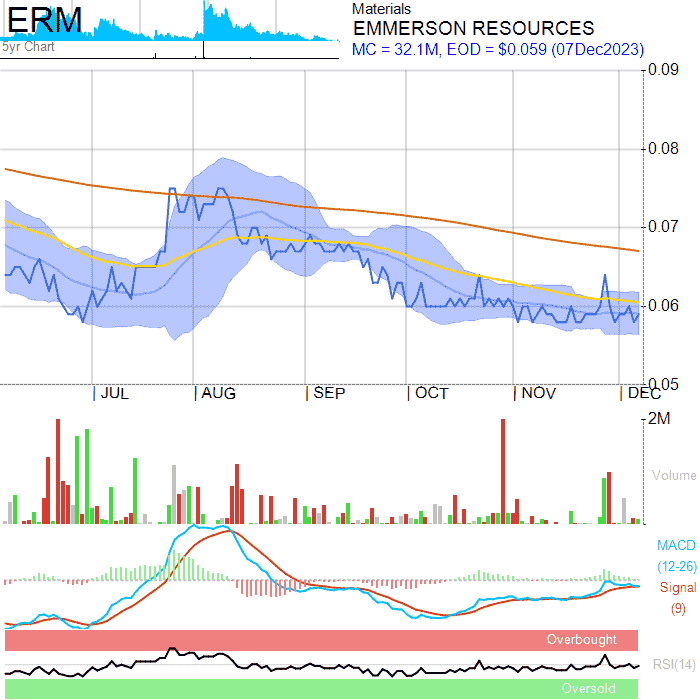 ERM
5yr Chart
Materials
EMMERSON RESOURCES
MC = 32.1M, EOD = $0.059 (07Dec2023)
0.09
0.08
0.07
0.06
0.05
JUL AUG SEP OCT NOV DEC
2M
Volume
MACD
(12-26)
Signal
(9)
Overbought
RSI(14)
Oversold